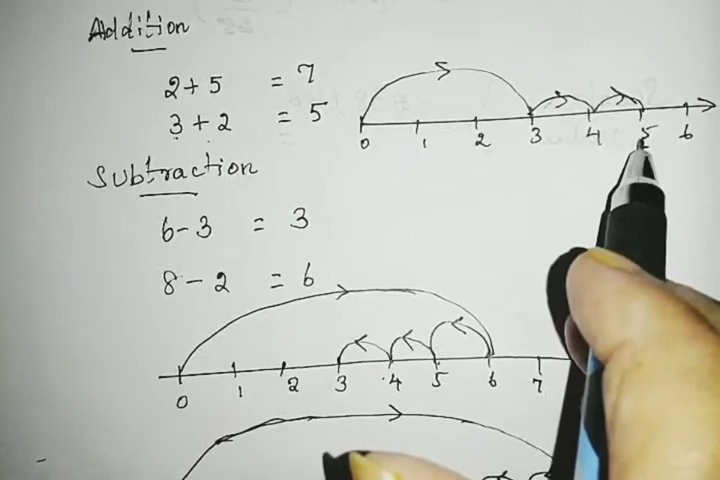 Addition
2 + 5 = 7
3 + 2 = 5
0 1 2 3 4 5 6
Subtraction
6 - 3 = 3
8 - 2 = 6
0 1 2 3 4 5 6 7